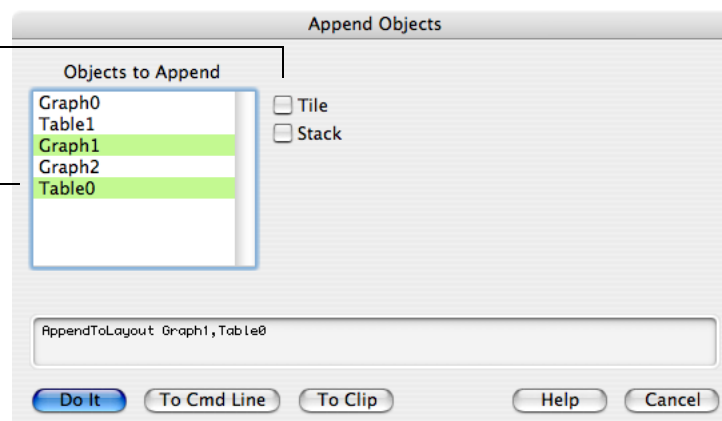 Append Objects
Objects to Append
Graph0
Table1
Graph1
Graph2
Table0
Tile
Stack
AppendToLayout Graph1,Table0
Do It
To Cmd Line
To Clip
Help
Cancel